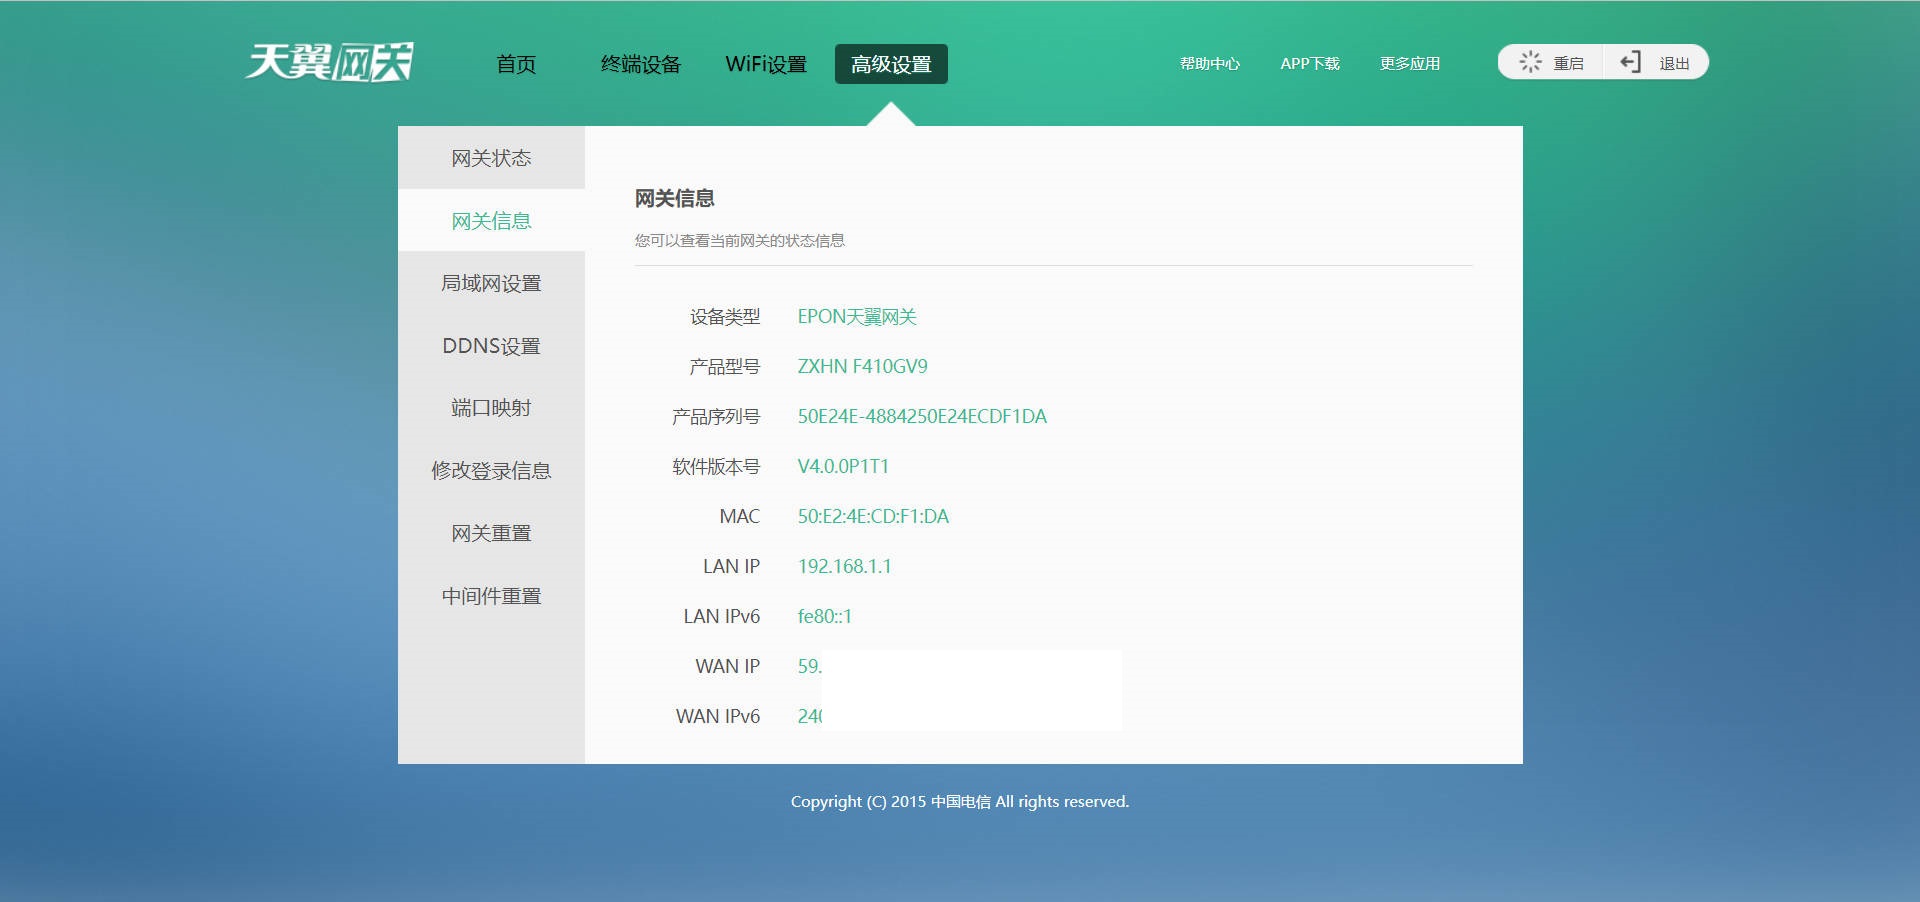 天翼网关
首页
终端设备
WiFi设置
高级设置
帮助中心
APP下载
更多应用
重启
退出
网关状态
网关信息
局域网设置
DDNS设置
端口映射
修改登录信息
网关重置
中间件重置
网关信息
您可以查看当前网关的状态信息
设备类型 EPON天翼网关
产品型号 ZXHN F410GV9
产品序列号 50E24E-4884250E24ECDF1DA
软件版本号 V4.0.0P1T1
MAC 50:E2:4E:CD:F1:DA
LAN IP 192.168.1.1
LAN IPv6 fe80::1
WAN IP 59.
WAN IPv6 240
Copyright (C) 2015 中国电信 All rights reserved.